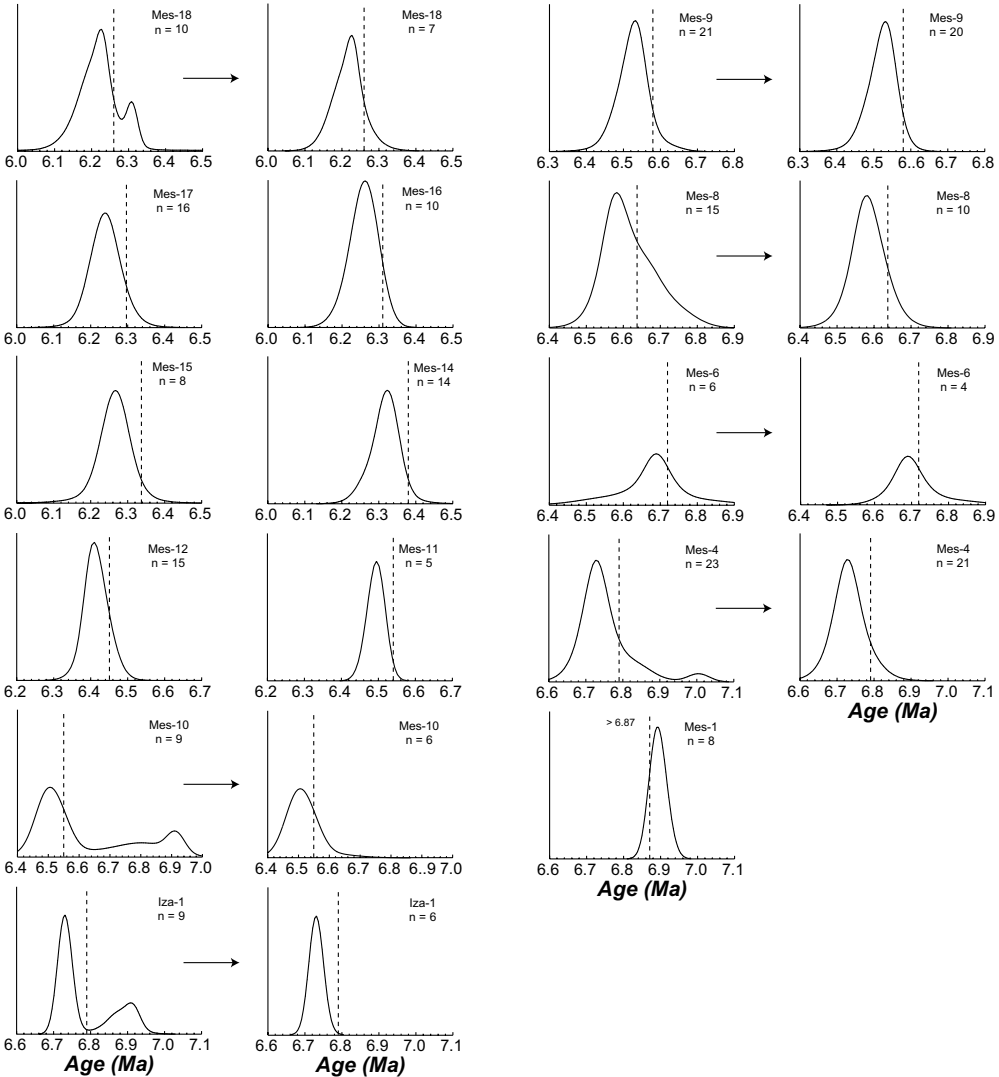 Mes-18
n = 10
6.0 6.1 6.2 6.3 6.4 6.5
Mes-18
n = 7
6.0 6.1 6.2 6.3 6.4 6.5
Mes-9
n = 21
6.3 6.4 6.5 6.6 6.7 6.8
Mes-9
n = 20
6.3 6.4 6.5 6.6 6.7 6.8
Mes-17
n = 16
6.0 6.1 6.2 6.3 6.4 6.5
Mes-16
n = 10
6.0 6.1 6.2 6.3 6.4 6.5
Mes-8
n = 15
6.4 6.5 6.6 6.7 6.8 6.9
Mes-8
n = 10
6.4 6.5 6.6 6.7 6.8 6.9
Mes-15
n = 8
6.0 6.1 6.2 6.3 6.4 6.5
Mes-14
n = 14
6.0 6.1 6.2 6.3 6.4 6.5
Mes-6
n = 6
6.4 6.5 6.6 6.7 6.8 6.9
Mes-6
n = 4
6.4 6.5 6.6 6.7 6.8 6.9
Mes-12
n = 15
6.2 6.3 6.4 6.5 6.6 6.7
Mes-11
n = 5
6.2 6.3 6.4 6.5 6.6 6.7
Mes-4
n = 23
6.6 6.7 6.8 6.9 7.0 7.1
Mes-4
n = 21
6.6 6.7 6.8 6.9 7.0 7.1
Age (Ma)
Mes-10
n = 9
6.4 6.5 6.6 6.7 6.8 6.9 7.0
Mes-10
n = 6
6.4 6.5 6.6 6.7 6.8 6.9 7.0
> 6.87
Mes-1
n = 8
6.6 6.7 6.8 6.9 7.0 7.1
Age (Ma)
Iza-1
n = 9
6.6 6.7 6.8 6.9 7.0 7.1
Age (Ma)
Iza-1
n = 6
6.6 6.7 6.8 6.9 7.0 7.1
Age (Ma)